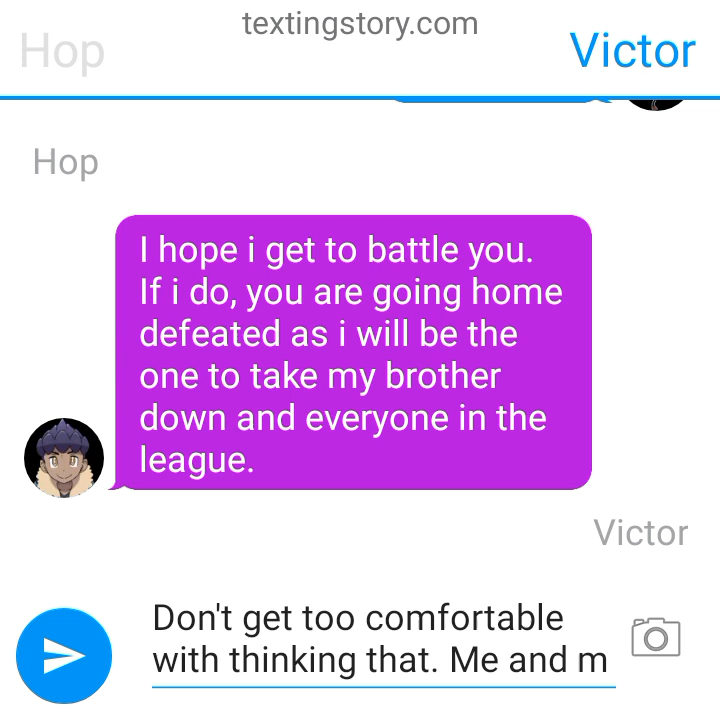 textingstory.com
Hop
Victor
Hop
I hope i get to battle you.
If i do, you are going home
defeated as i will be the
one to take my brother
down and everyone in the
league.
Victor
Don't get too comfortable
with thinking that. Me and m